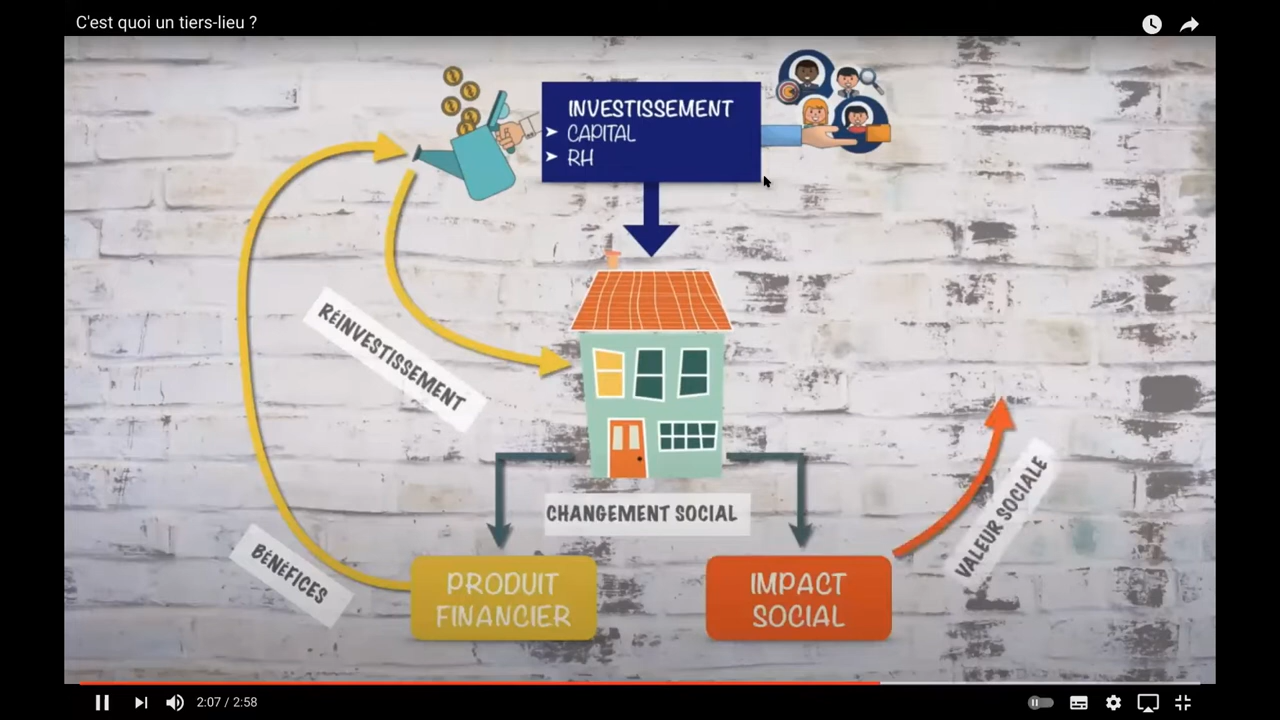 C'est quoi un tiers-lieu ?
INVESTISSEMENT
➤ CAPITAL
➤ RH
RÉINVESTISSEMENT
CHANGEMENT SOCIAL
VALEUR SOCIALE
BÉNÉFICES
PRODUIT
FINANCIER
IMPACT
SOCIAL
2:07 / 2:58